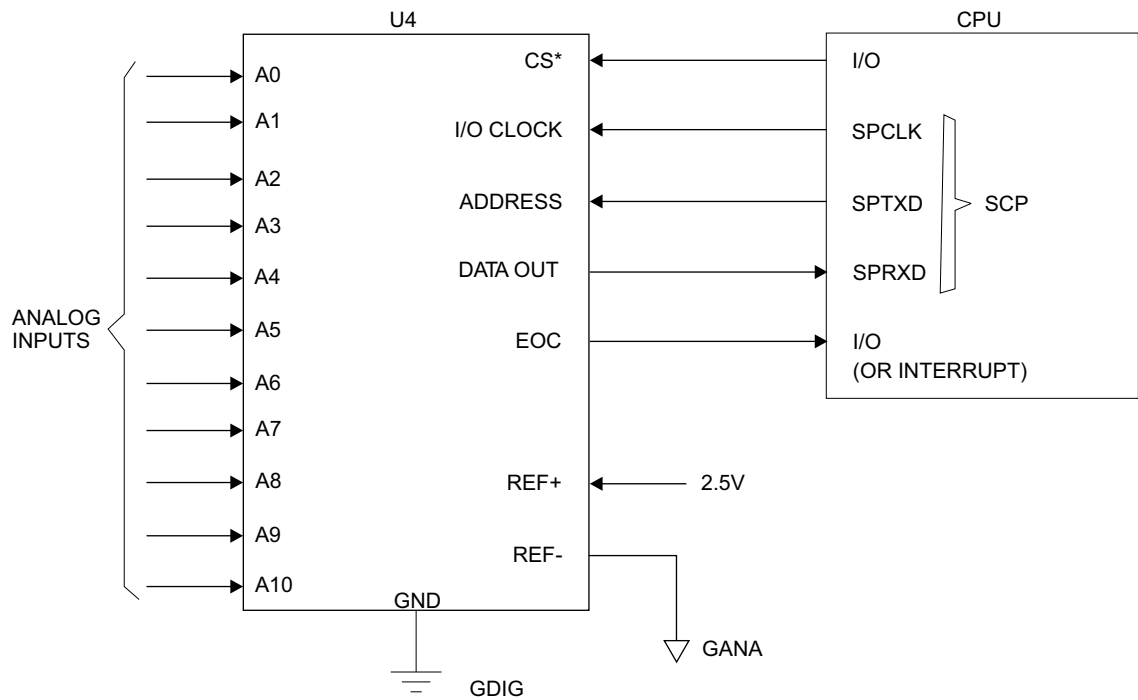 U4
CPU
ANALOG
INPUTS
A0
A1
A2
A3
A4
A5
A6
A7
A8
A9
A10
CS*
I/O CLOCK
ADDRESS
DATA OUT
EOC
REF+
REF-
GND
GDIG
2.5V
GANA
I/O
SPCLK
SPTXD
SPRXD
SCP
I/O
(OR INTERRUPT)